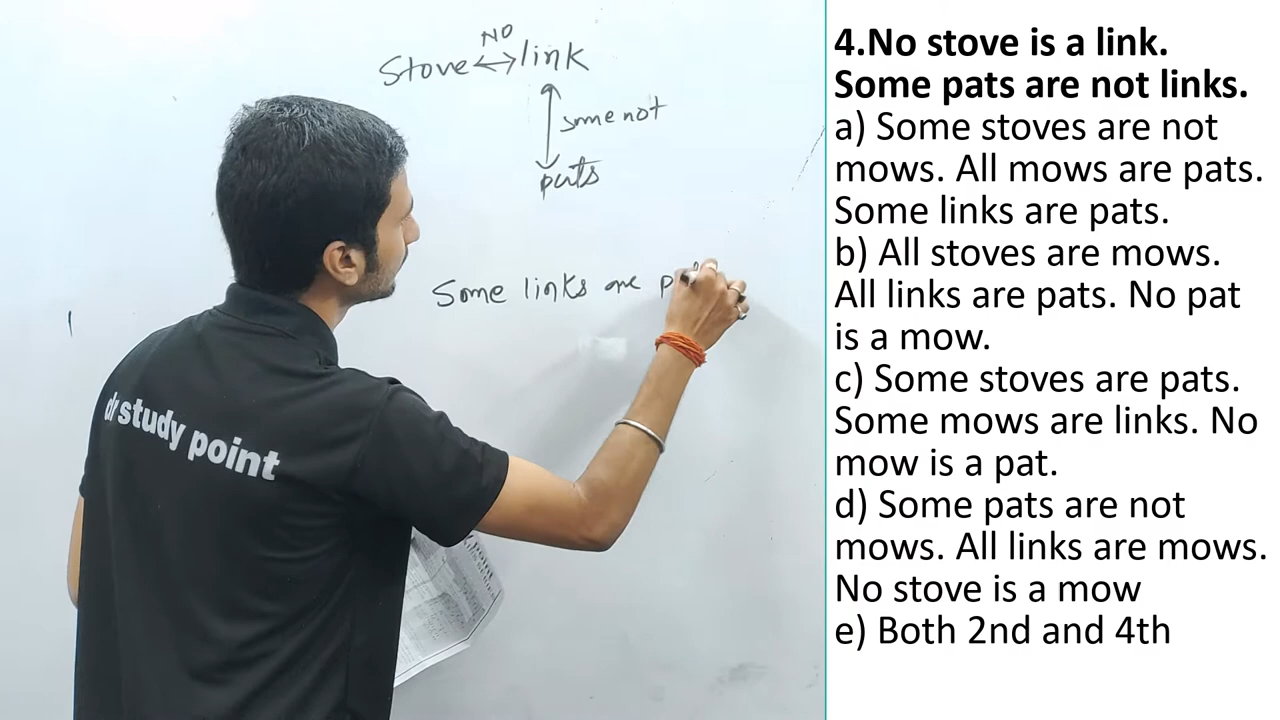 NO
Stove ⟷ link
some not
pats
Some links are
dr study point
4.No stove is a link.
Some pats are not links.
a) Some stoves are not
mows. All mows are pats.
Some links are pats.
b) All stoves are mows.
All links are pats. No pat
is a mow.
c) Some stoves are pats.
Some mows are links. No
mow is a pat.
d) Some pats are not
mows. All links are mows.
No stove is a mow
e) Both 2nd and 4th